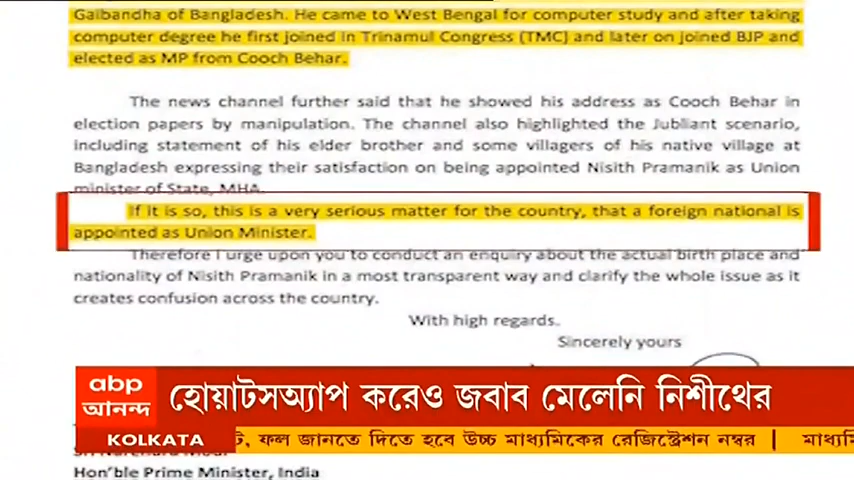 Gaibandha of Bangladesh. He came to West Bengal for computer study and after taking
computer degree he first joined in Trinamul Congress (TMC) and later on joined BJP and
elected as MP from Cooch Behar.
The news channel further said that he showed his address as Cooch Behar in
election papers by manipulation. The channel also highlighted the Jubliant scenario,
including statement of his elder brother and some villagers of his native village at
Bangladesh expressing their satisfaction on being appointed Nisith Pramanik as Union
minister of State, MHA.
If it is so, this is a very serious matter for the country, that a foreign national is
appointed as Union Minister.
Therefore I urge upon you to conduct an enquiry about the actual birth place and
nationality of Nisith Pramanik in a most transparent way and clarify the whole issue as it
creates confusion across the country.
With high regards.
Sincerely yours
abp
আনন্দ
হোয়াটসঅ্যাপ করেও জবাব মেলেনি নিশীথের
KOLKATA
, ফল জানতে দিতে হবে উচ্চ মাধ্যমিকের রেজিস্ট্রেশন নম্বর |
Hon'ble Prime Minister, India